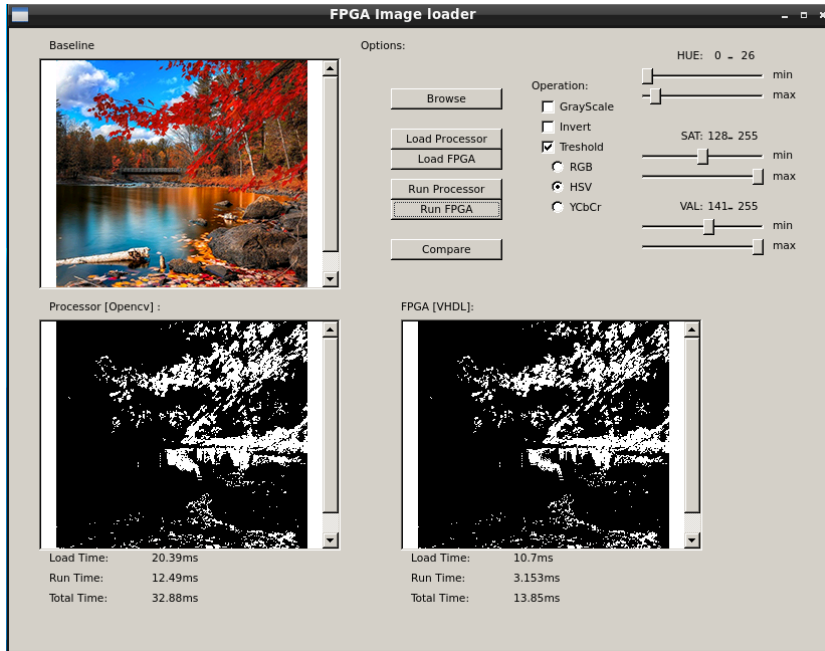 FPGA Image loader
Baseline
Options:
Browse
Load Processor
Load FPGA
Run Processor
Run FPGA
Compare
Operation:
GrayScale
Invert
Treshold
RGB
HSV
YCbCr
HUE: 0 - 26
min
max
SAT: 128- 255
min
max
VAL: 141- 255
min
max
Processor [Opencv] :
Load Time: 20.39ms
Run Time: 12.49ms
Total Time: 32.88ms
FPGA [VHDL]:
Load Time: 10.7ms
Run Time: 3.153ms
Total Time: 13.85ms